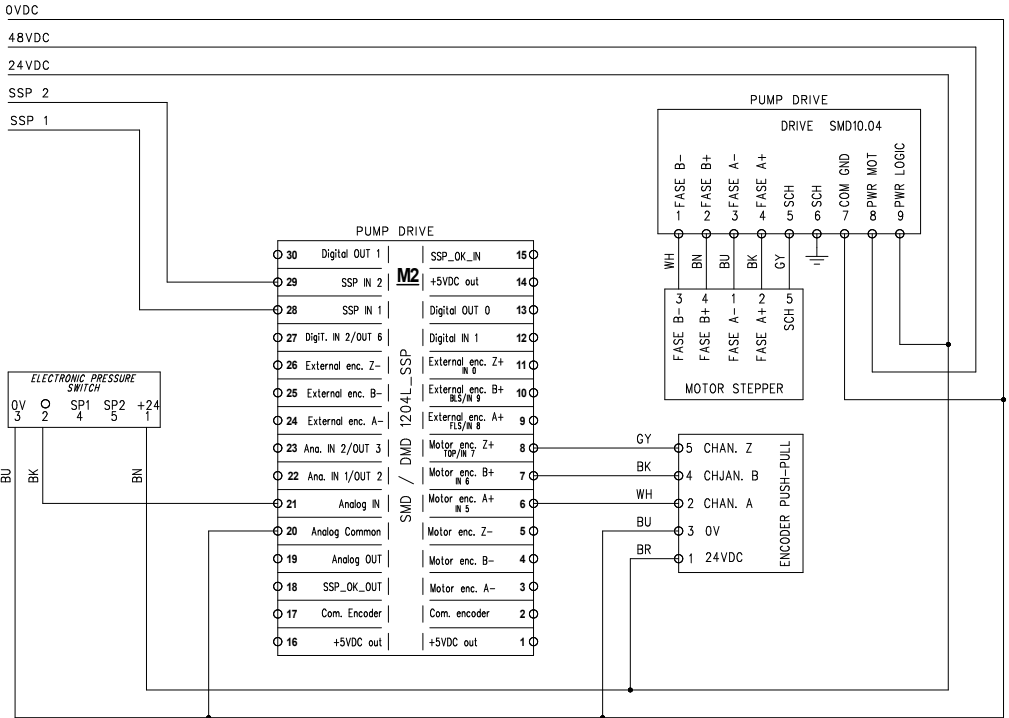 0VDC
48VDC
24VDC
SSP 2
SSP 1
PUMP DRIVE
DRIVE SMD10.04
FASE B-
FASE B+
FASE A-
FASE A+
SCH
SCH
COM GND
PWR MOT
PWR LOGIC
1 2 3 4 5 6 7 8 9
WH BN BU BK GY
3 4 1 2 5
FASE B-
FASE B+
FASE A-
FASE A+
SCH
MOTOR STEPPER
PUMP DRIVE
M2
SMD / DMD 1204L_SSP
30 Digital OUT 1
SSP_OK_IN 15
29 SSP IN 2
+5VDC out 14
28 SSP IN 1
Digital OUT 0 13
27 DigiT. IN 2/OUT 6
Digital IN 1 12
26 External enc. Z-
External enc. Z+ 11
IN 0
25 External enc. B-
External enc. B+ 10
BLS/IN 9
24 External enc. A-
External enc. A+ 9
FLS/IN 8
23 Ana. IN 2/OUT 3
Motor enc. Z+ 8
TOP/IN 7
22 Ana. IN 1/OUT 2
Motor enc. B+ 7
IN 6
21 Analog IN
Motor enc. A+ 6
IN 5
20 Analog Common
Motor enc. Z- 5
19 Analog OUT
Motor enc. B- 4
18 SSP_OK_OUT
Motor enc. A- 3
17 Com. Encoder
Com. encoder 2
16 +5VDC out
+5VDC out 1
ELECTRONIC PRESSURE
SWITCH
0V O SP1 SP2 +24
3 2 4 5 1
BU BK BN
GY
BK
WH
BU
BR
5 CHAN. Z
4 CHJAN. B
2 CHAN. A
3 0V
1 24VDC
ENCODER PUSH-PULL